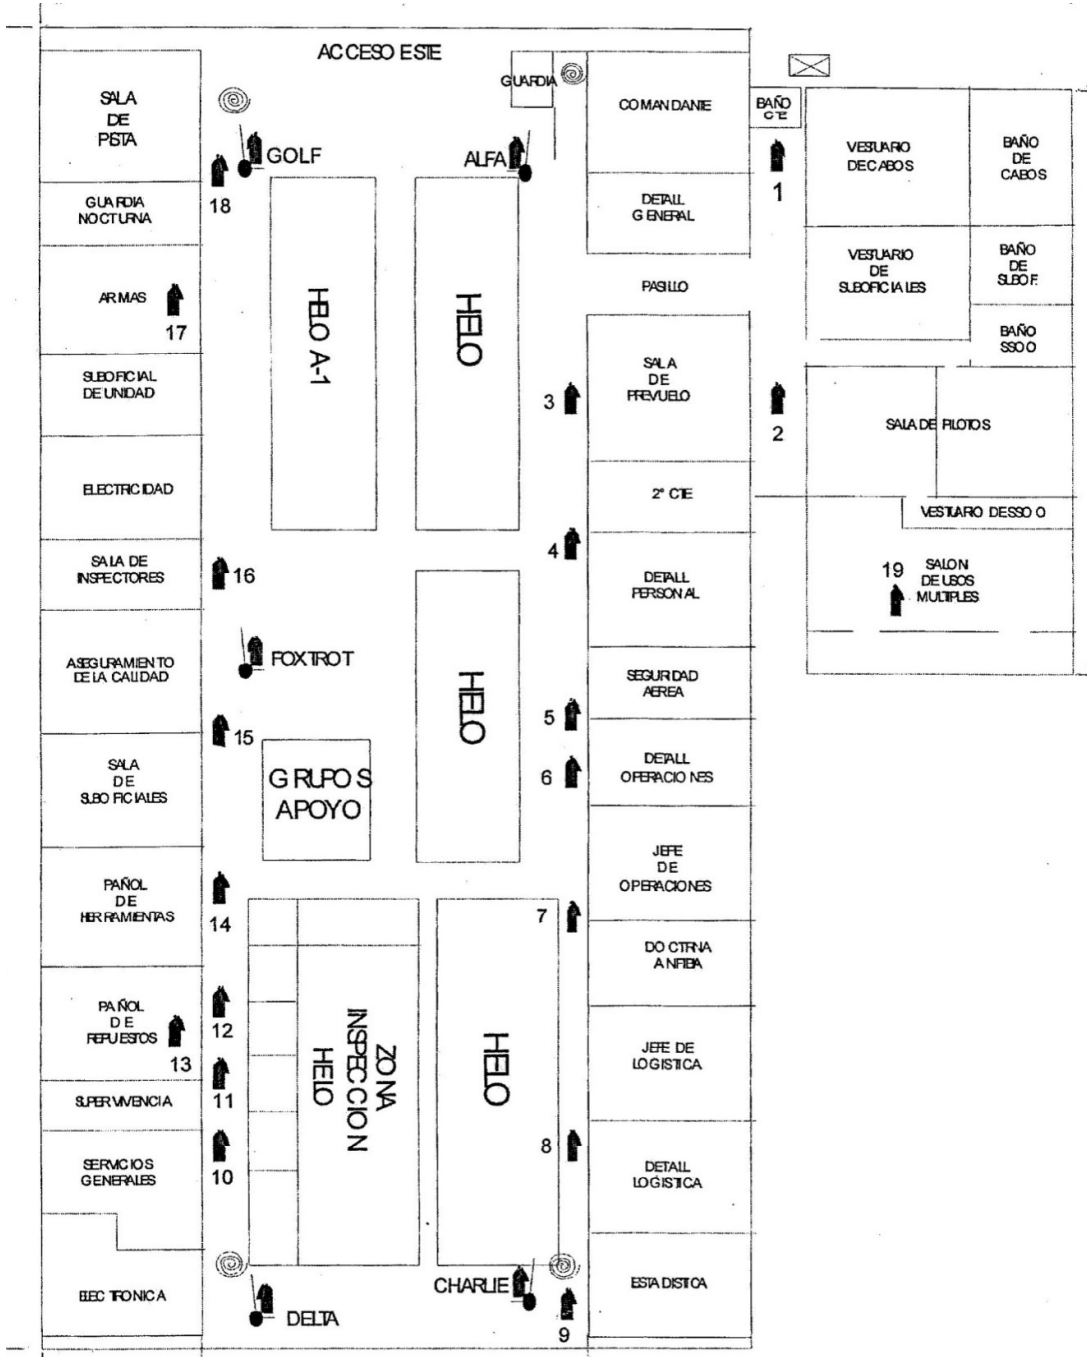 ACCESO ESTE
SALA
DE
PISTA
GUARDIA
NOCTURNA
ARMAS
17
SUBOFICIAL
DE UNIDAD
ELECTRICIDAD
SALA DE
INSPECTORES
ASEGURAMIENTO
DE LA CALIDAD
SALA
DE
SUBOFICIALES
PAÑOL
DE
HERRAMIENTAS
PAÑOL
DE
REPUESTOS
13
SUPERVIVENCIA
SERVICIOS
GENERALES
ELECTRONICA
GOLF
18
16
FOXTROT
15
14
12
11
10
DELTA
HELO A-1
GRUPOS
APOYO
ZONA
INSPECCION
HELO
GUARDIA
ALFA
HELO
HELO
HELO
CHARLIE
3
4
5
6
7
8
9
COMANDANTE
DETALL
GENERAL
PASILLO
SALA
DE
PREVUELO
2º CTE
DETALL
PERSONAL
SEGURIDAD
AEREA
DETALL
OPERACIONES
JEFE
DE
OPERACIONES
DOCTRINA
ANFIBIA
JEFE DE
LOGISTICA
DETALL
LOGISTICA
ESTADISTICA
BAÑO
CTE
1
2
VESTUARIO
DE CABOS
BAÑO
DE
CABOS
VESTUARIO
DE
SUBOFICIALES
BAÑO
DE
SUBOF.
BAÑO
SSOO
SALA DE PILOTOS
VESTUARIO DE SSOO
19
SALON
DE USOS
MULTIPLES